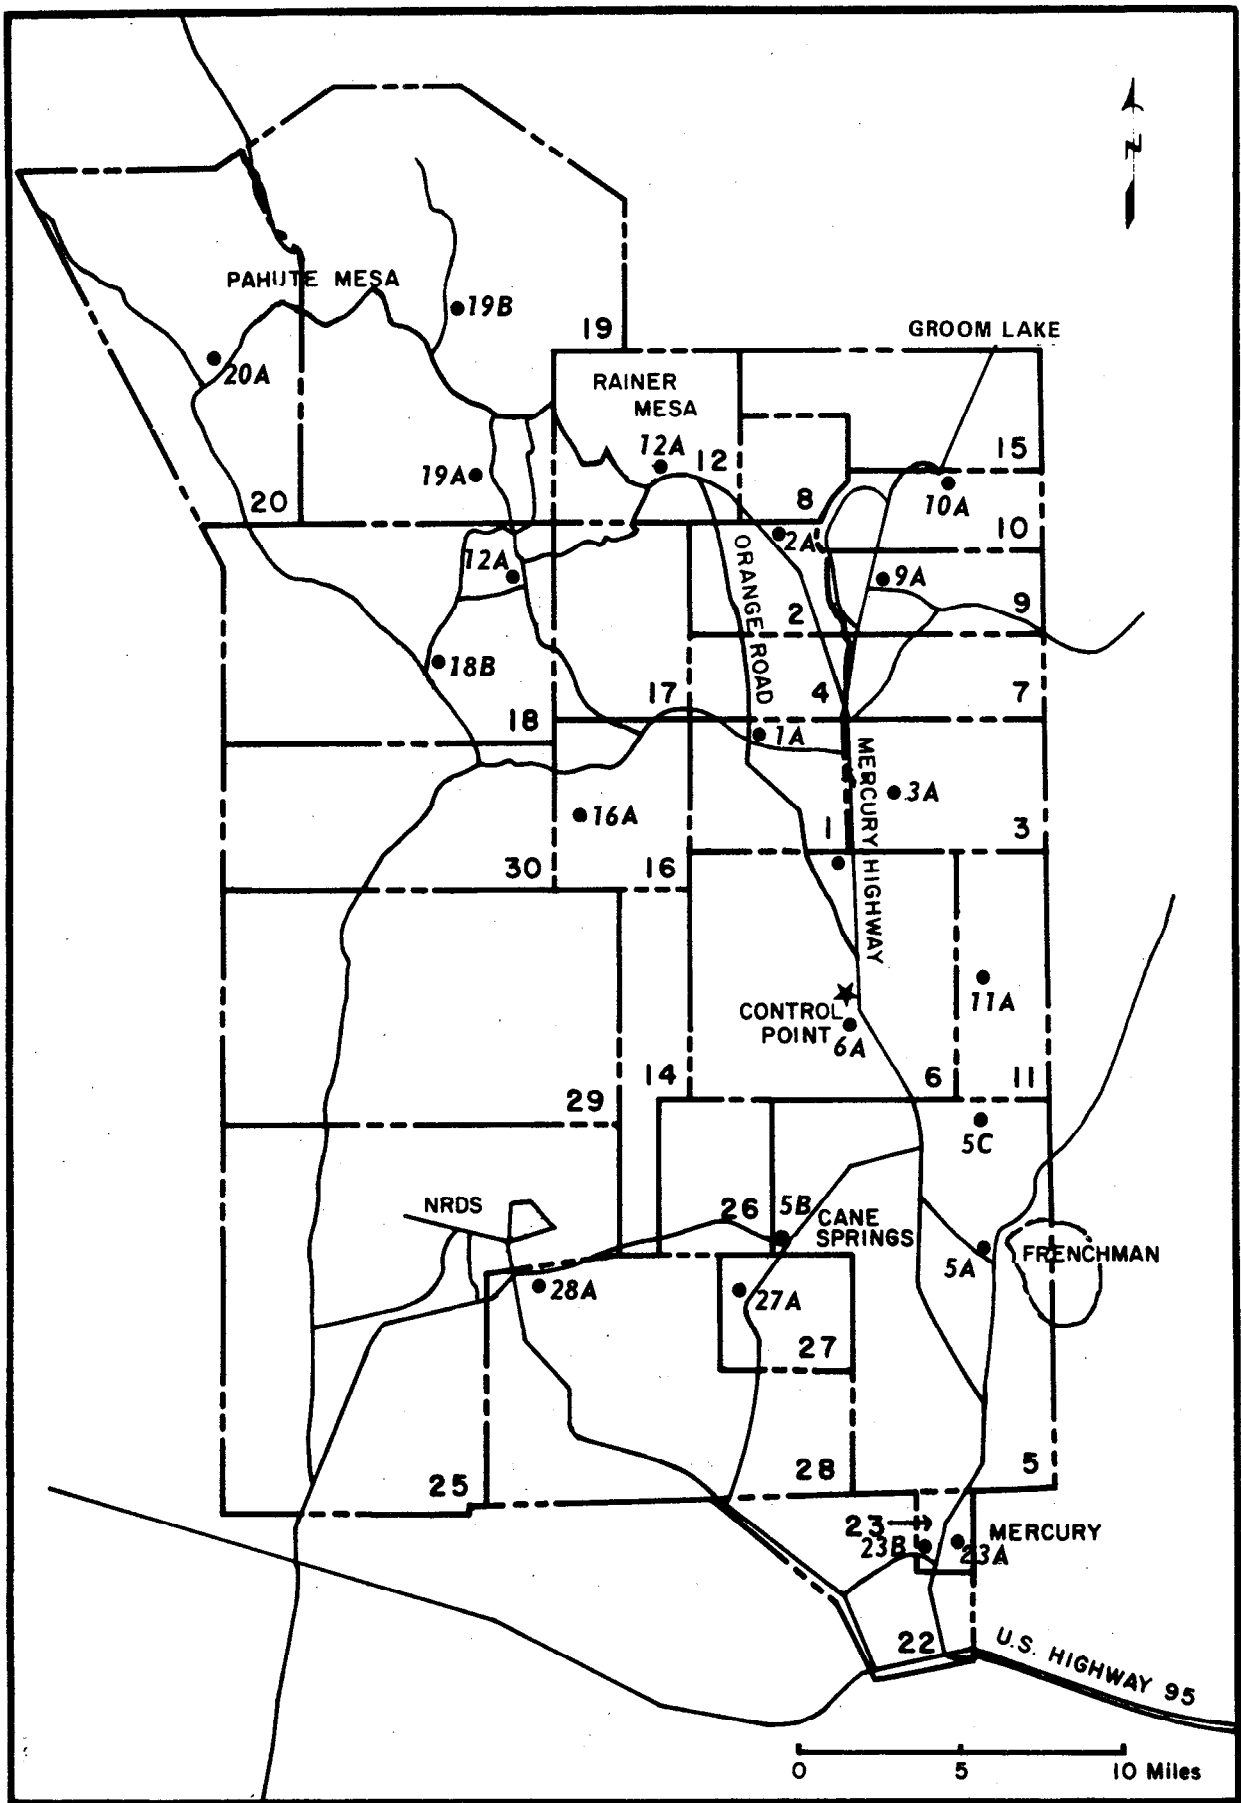 N
PAHUTE MESA
19B
19
GROOM LAKE
20A
RAINER
MESA
12A
12
15
19A
8
10A
20
10
2A
ORANGE ROAD
12A
9A
2
9
18B
17
4
7
18
1A
MERCURY HIGHWAY
3A
16A
1
3
30
16
11A
CONTROL
POINT
6A
14
6
11
29
5C
NRDS
26
5B
CANE
SPRINGS
FRENCHMAN
5A
28A
27A
27
25
28
5
23
MERCURY
23B
23A
22
U.S. HIGHWAY 95
0 5 10 Miles